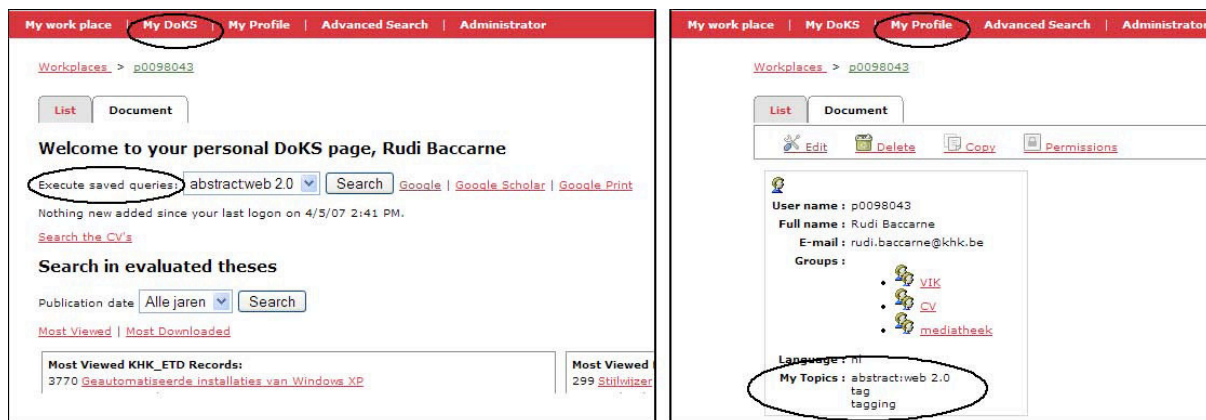 My work place | My DoKS | My Profile | Advanced Search | Administrator
Workplaces > p0098043
List Document
Welcome to your personal DoKS page, Rudi Baccarne
Execute saved queries: abstract:web 2.0 Search Google | Google Scholar | Google Print
Nothing new added since your last logon on 4/5/07 2:41 PM.
Search the CV's
Search in evaluated theses
Publication date Alle jaren Search
Most Viewed | Most Downloaded
Most Viewed KHK_ETD Records:
3770 Geautomatiseerde installaties van Windows XP
Most Viewed
299 Stijlwijzer
My work place | My DoKS | My Profile | Advanced Search | Administrator
Workplaces > p0098043
List Document
Edit Delete Copy Permissions
User name : p0098043
Full name : Rudi Baccarne
E-mail : rudi.baccarne@khk.be
Groups :
• VIK
• CV
• mediatheek
Language : nl
My Topics : abstract:web 2.0
tag
tagging